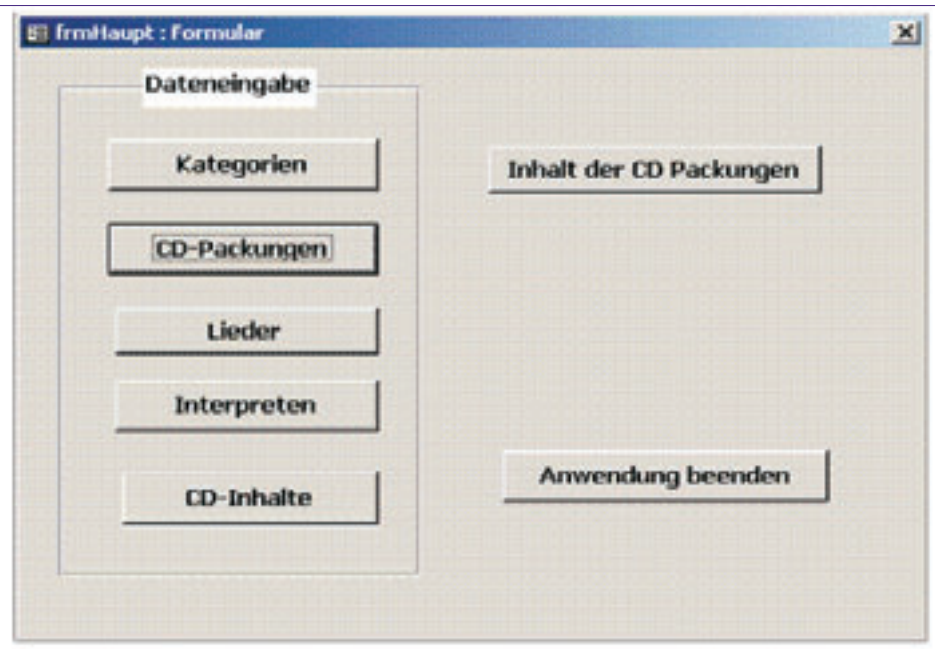 frmHaupt : Formular
Dateneingabe
Kategorien
CD-Packungen
Lieder
Interpreten
CD-Inhalte
Inhalt der CD Packungen
Anwendung beenden